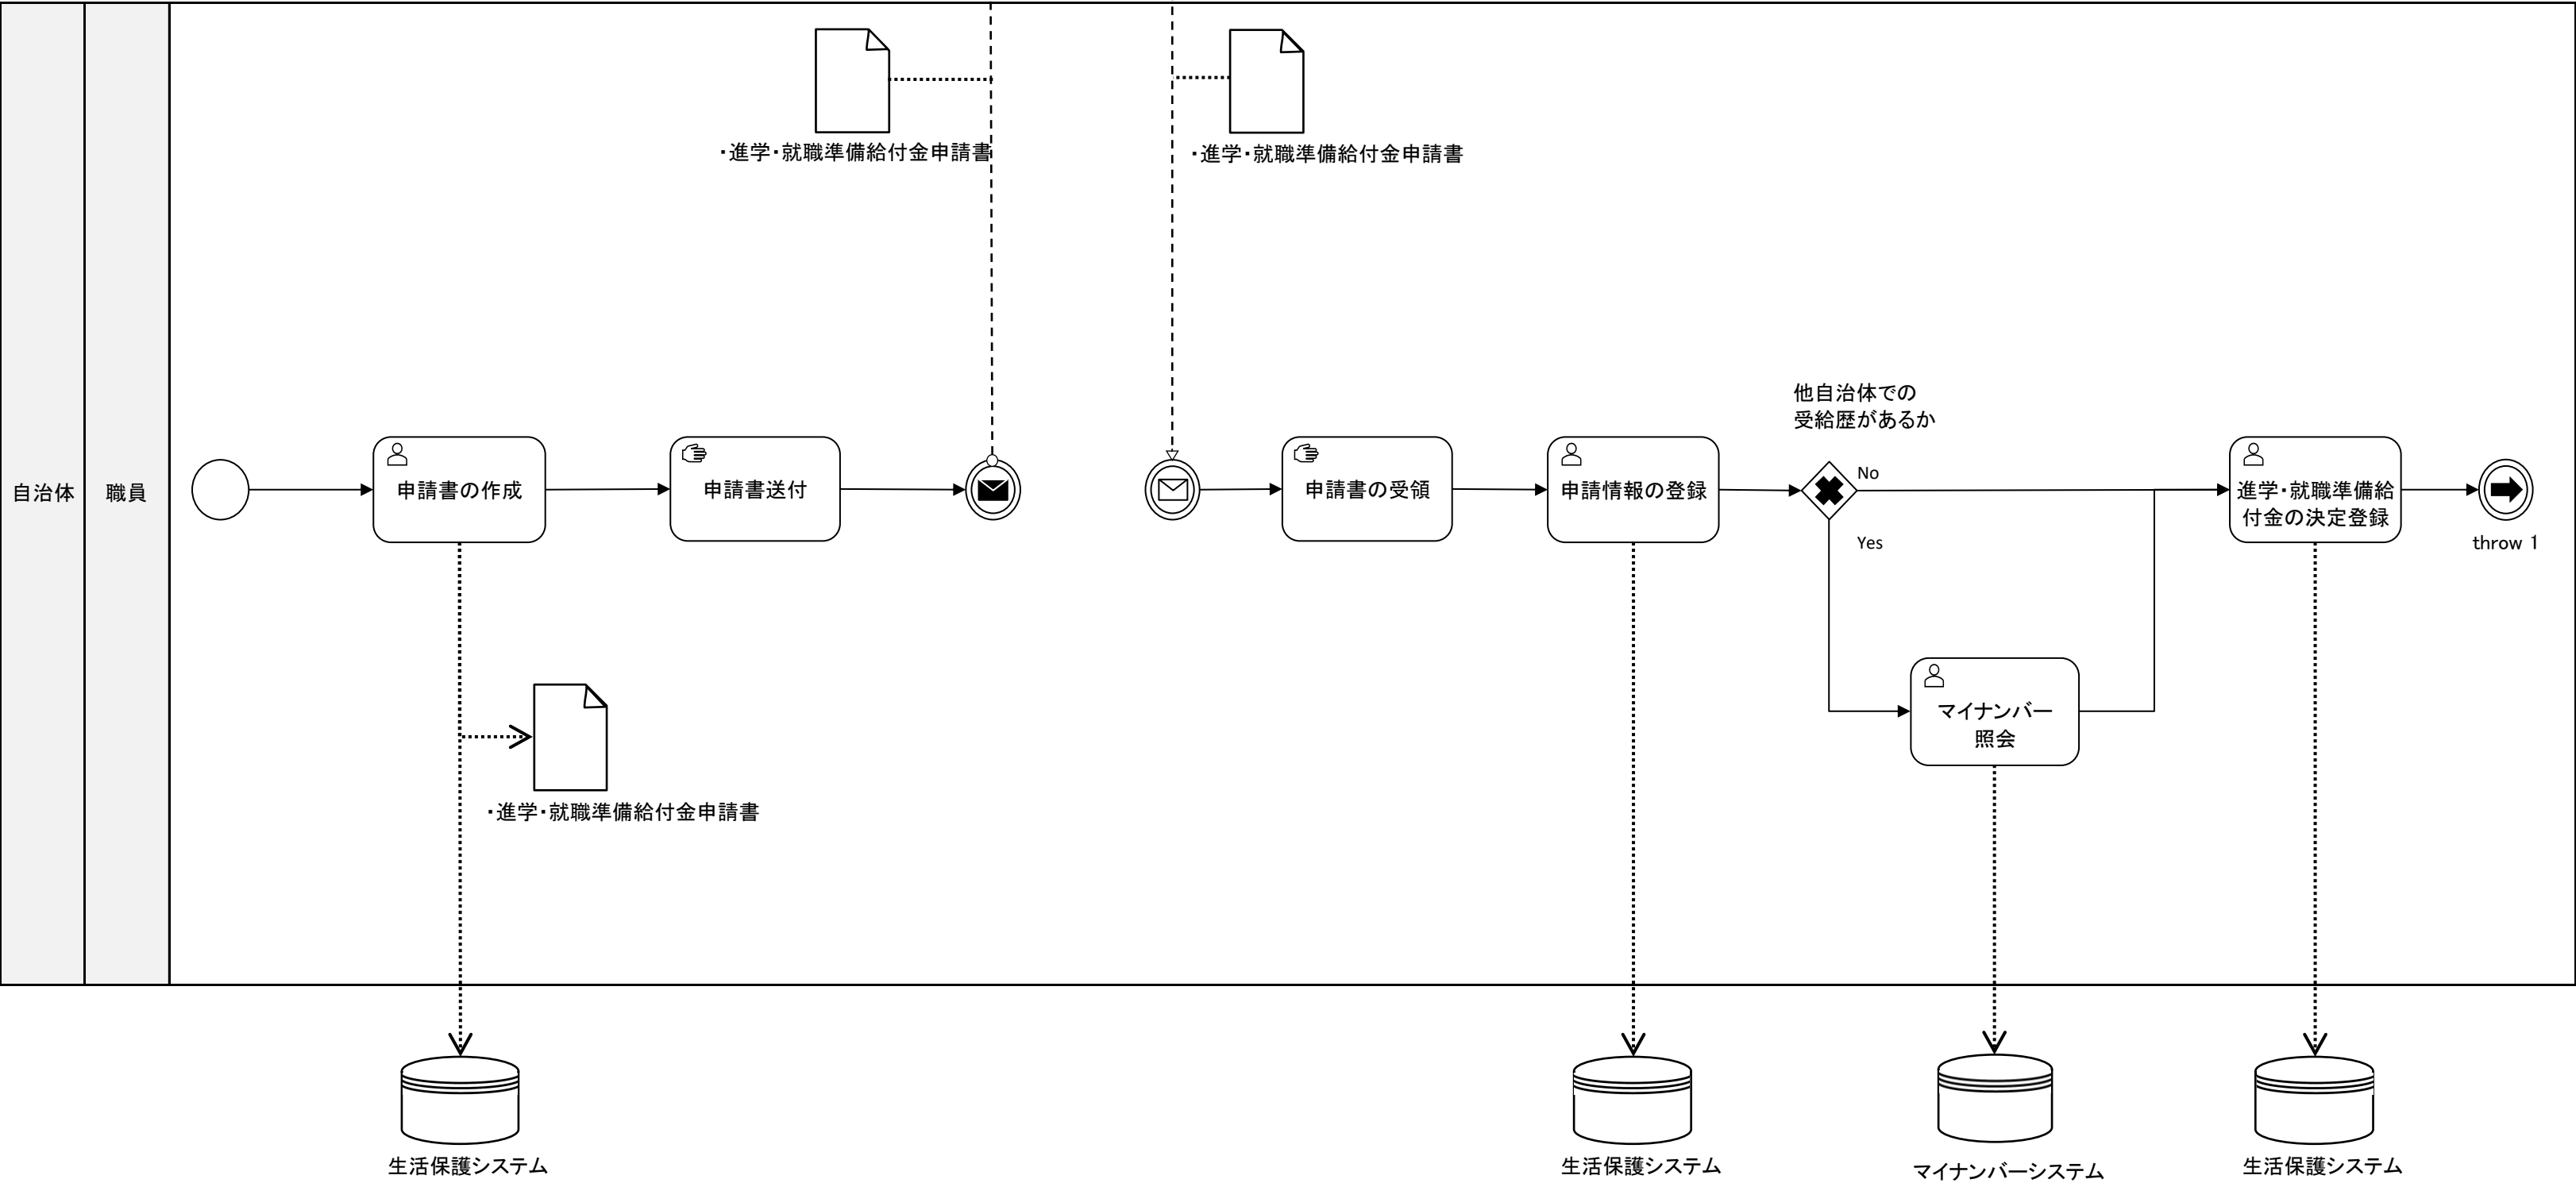 自治体
職員
・進学・就職準備給付金申請書
・進学・就職準備給付金申請書
申請書の作成
申請書送付
申請書の受領
申請情報の登録
他自治体での
受給歴があるか
No
Yes
マイナンバー
照会
進学・就職準備給
付金の決定登録
throw 1
・進学・就職準備給付金申請書
生活保護システム
生活保護システム
マイナンバーシステム
生活保護システム